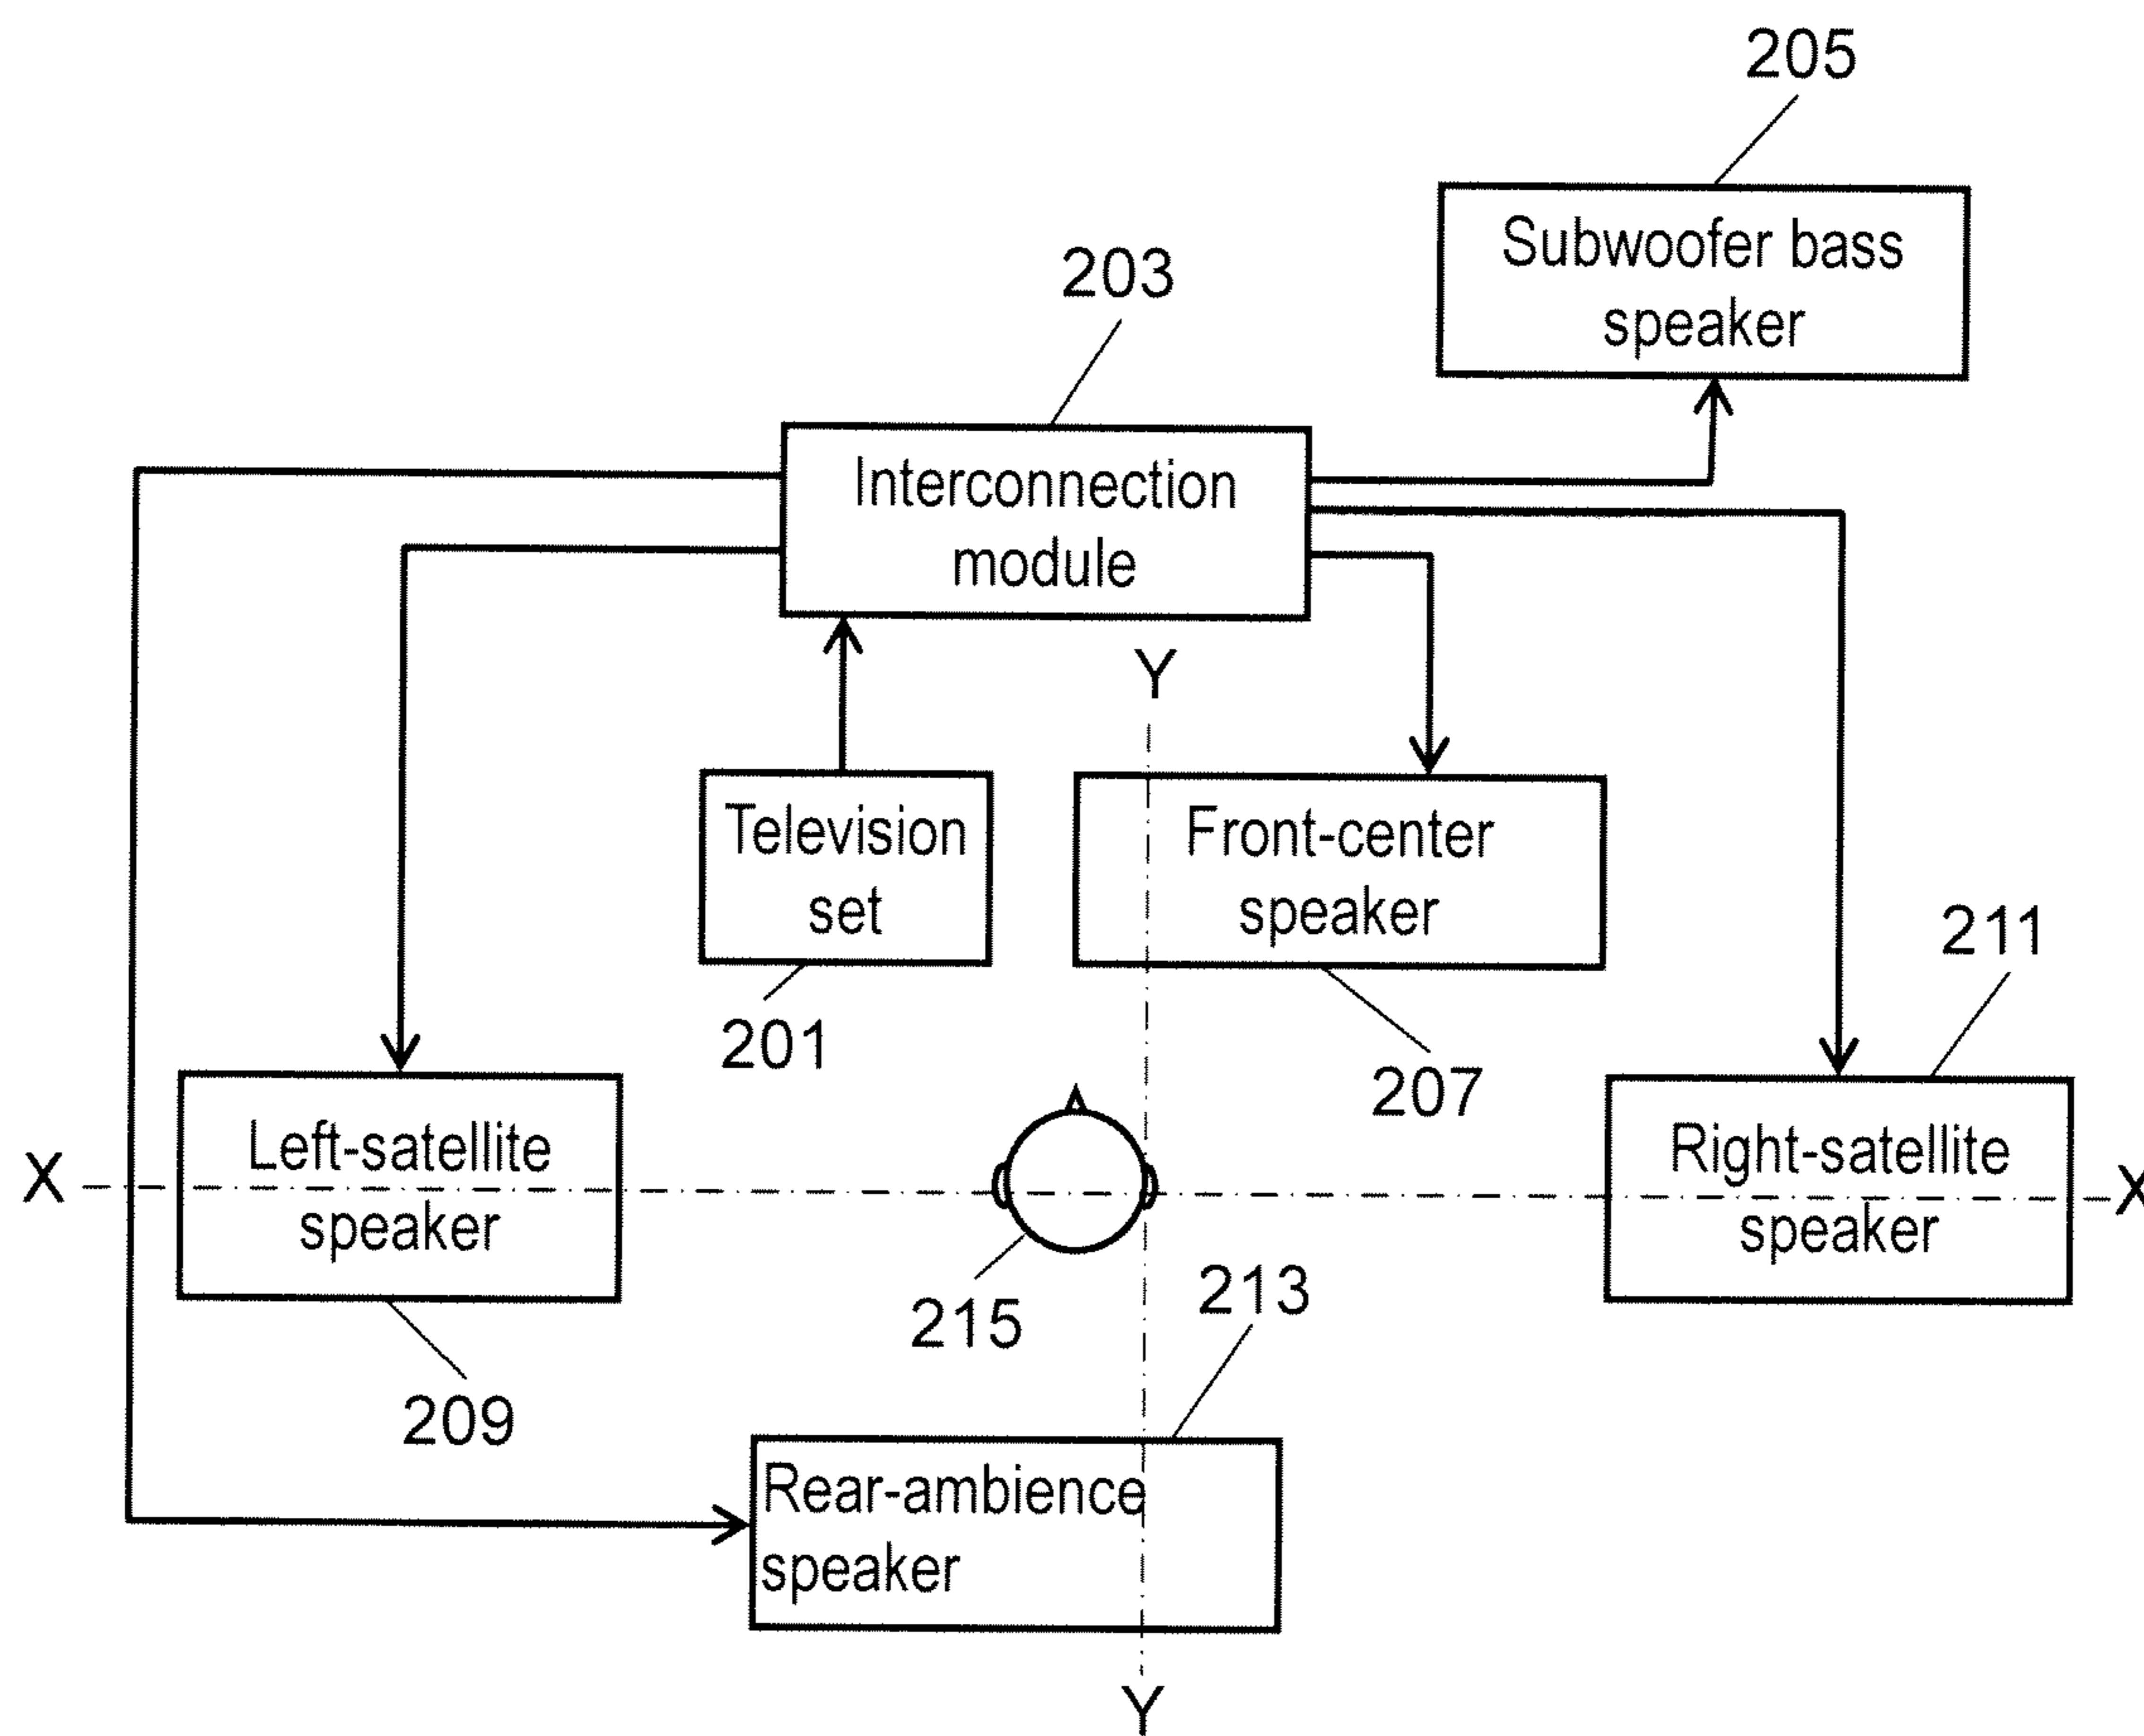 205
Subwoofer bass
speaker
203
Interconnection
module
Y
Television
set
Front-center
speaker
201
207
211
X
Left-satellite
speaker
Right-satellite
speaker
X
215
213
209
Rear-ambience
speaker
Y